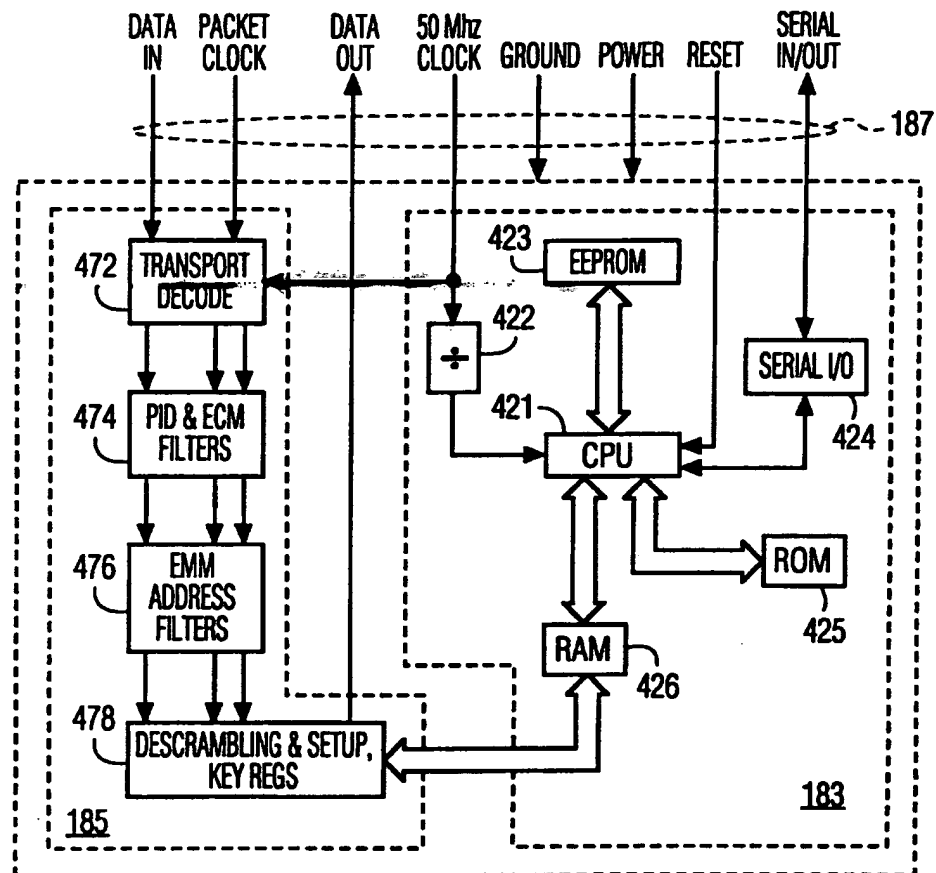 DATA IN
PACKET CLOCK
DATA OUT
50 Mhz CLOCK
GROUND
POWER
RESET
SERIAL IN/OUT
187
472
TRANSPORT
DECODE
423
EEPROM
422
÷
SERIAL I/O
424
474
PID & ECM
FILTERS
421
CPU
476
EMM
ADDRESS
FILTERS
ROM
425
RAM
426
478
DESCRAMBLING & SETUP,
KEY REGS
185
183